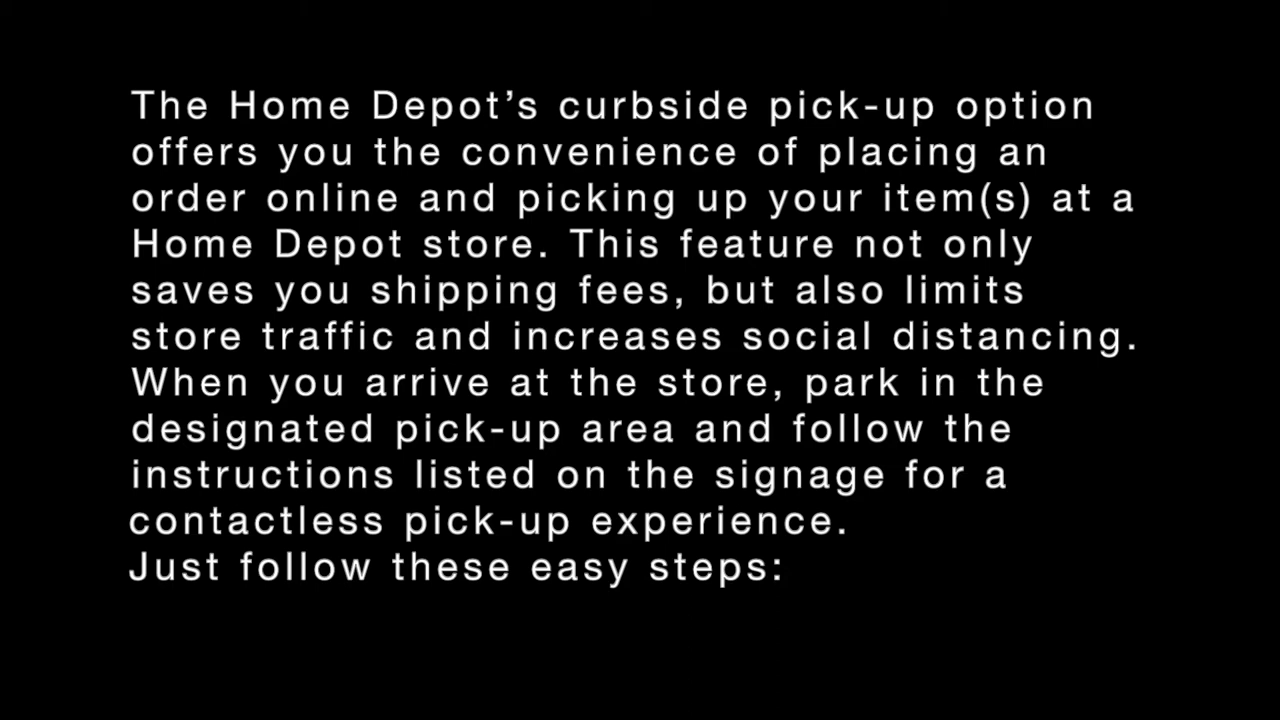 The Home Depot’s curbside pick-up option
offers you the convenience of placing an
order online and picking up your item(s) at a
Home Depot store. This feature not only
saves you shipping fees, but also limits
store traffic and increases social distancing.
When you arrive at the store, park in the
designated pick-up area and follow the
instructions listed on the signage for a
contactless pick-up experience.
Just follow these easy steps: